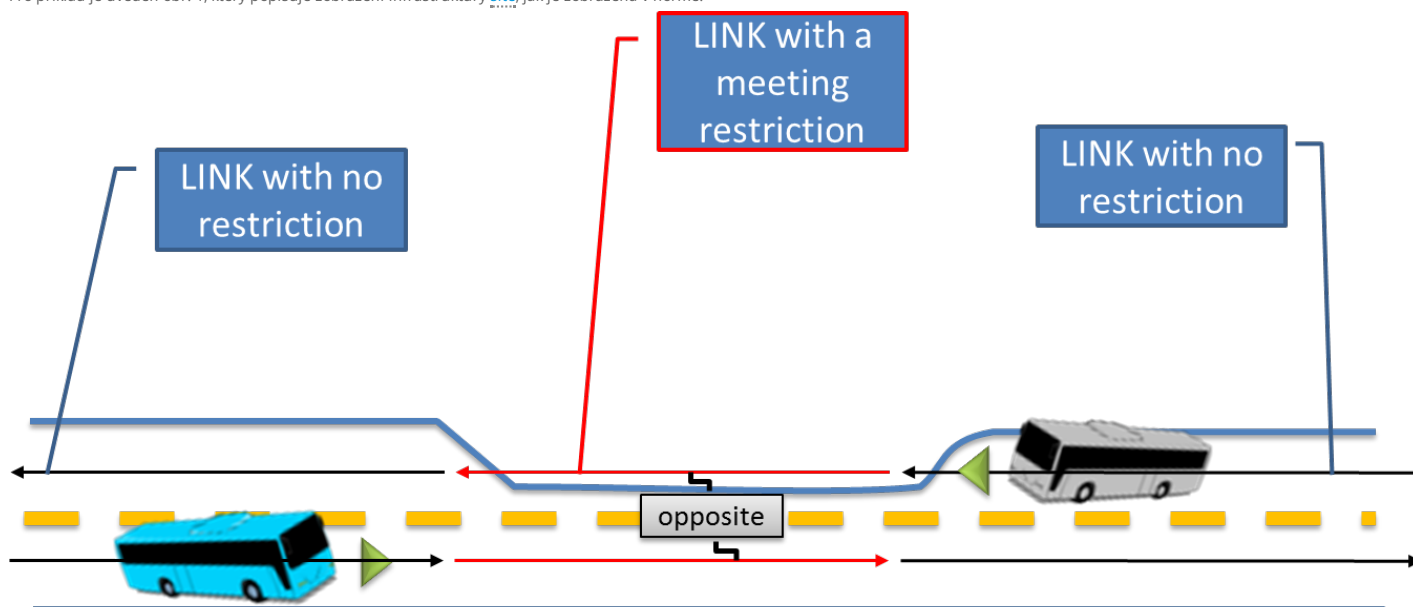 LINK with a
meeting
restriction
LINK with no
restriction
LINK with no
restriction
opposite